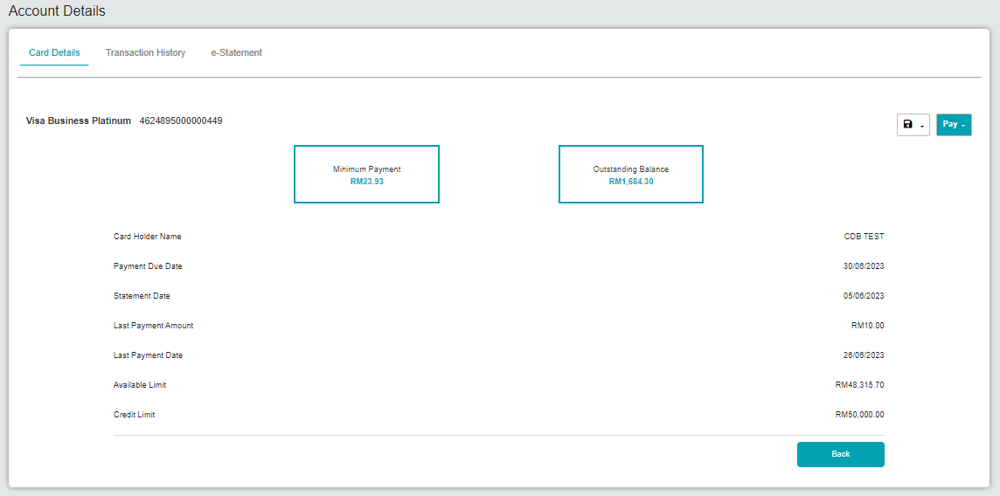 Account Details
Card Details Transaction History e-Statement
Visa Business Platinum 4624895000000449
Pay
Minimum Payment Outstanding Balance
RM23.93 RM1,684.30
Card Holder Name CDB TEST
Payment Due Date 30/06/2023
Statement Date 05/06/2023
Last Payment Amount RM10.00
Last Payment Date 26/06/2023
Available Limit RM48,315.70
Credit Limit RM50,000.00
Back